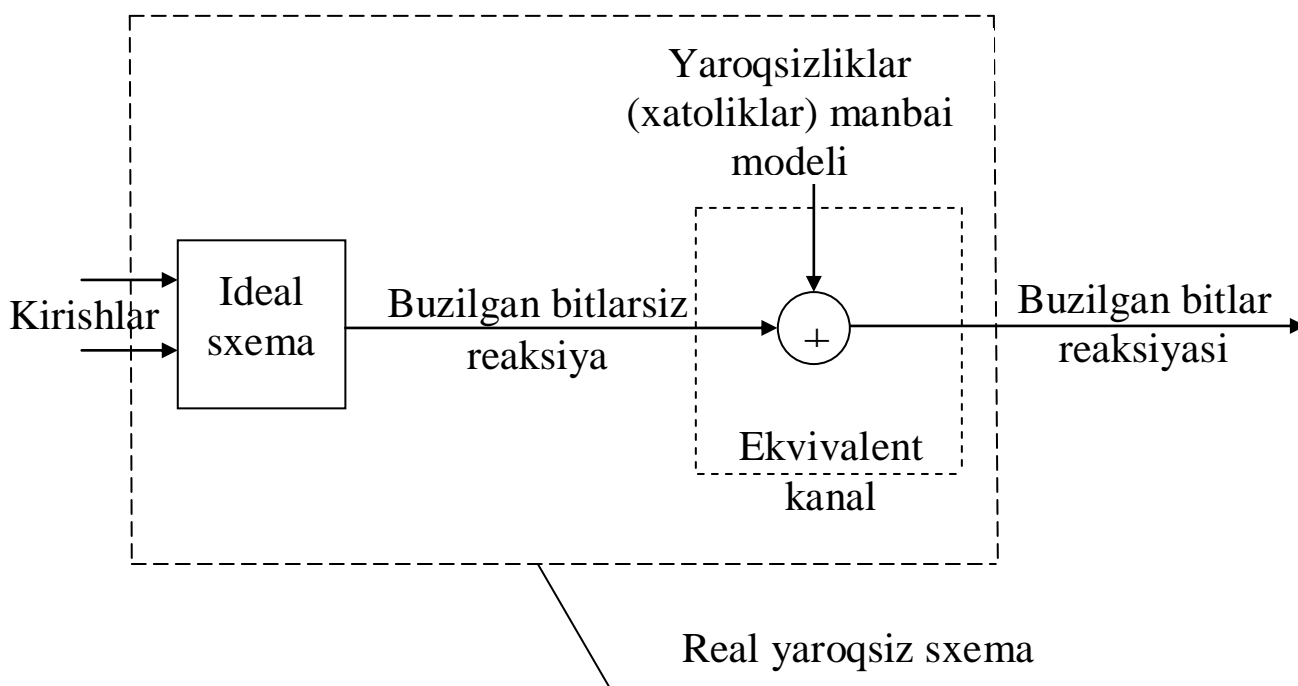 Yaroqsizliklar
(xatoliklar) manbai
modeli
Kirishlar
Ideal
sxema
Buzilgan bitlarsiz
reaksiya
+
Buzilgan bitlar
reaksiyasi
Ekvivalent
kanal
Real yaroqsiz sxema